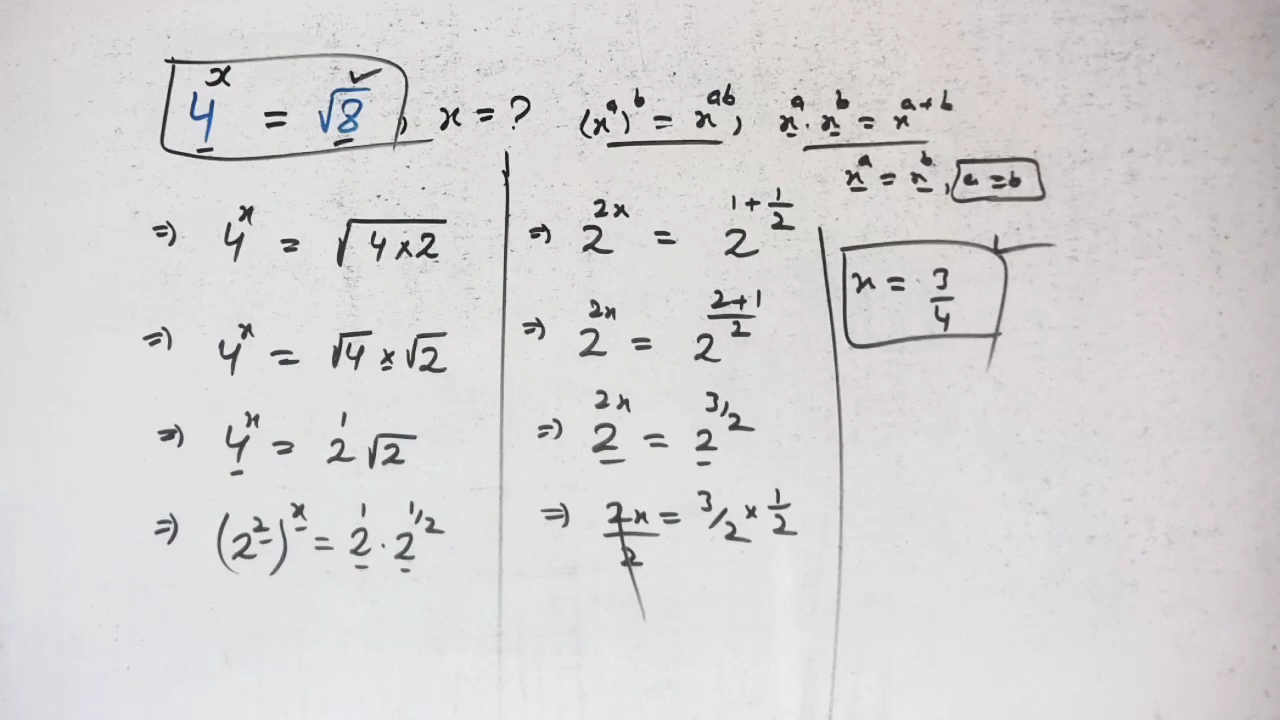 4^x = √8, x = ? (x^a)^b = x^{ab}, x^a · x^b = x^{a+b}
x^a = x^b, a = b
⇒ 4^x = √(4×2)
⇒ 4^x = √4 × √2
⇒ 4^x = 2^1 √2
⇒ (2^2)^x = 2^1 · 2^{1/2}
⇒ 2^{2x} = 2^{1+1/2}
⇒ 2^{2x} = 2^{(2+1)/2}
⇒ 2^{2x} = 2^{3/2}
⇒ 2x/2 = 3/2 × 1/2
x = 3/4